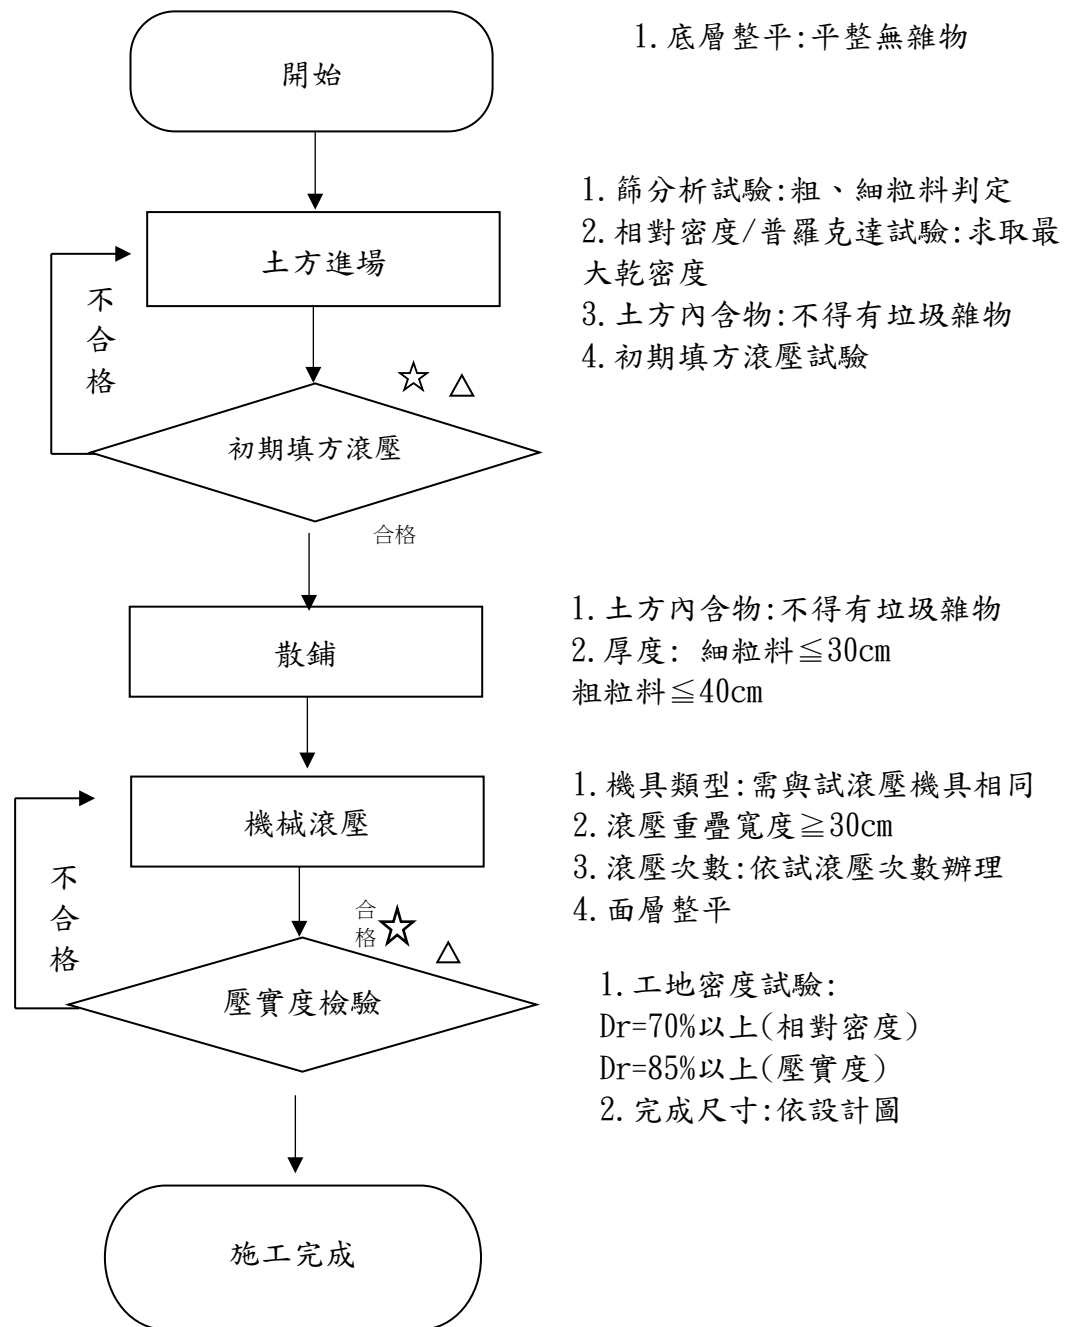 開始
1.底層整平:平整無雜物
土方進場
1.篩分析試驗:粗、細粒料判定
2.相對密度/普羅克達試驗:求取最
大乾密度
3.土方內含物:不得有垃圾雜物
4.初期填方滾壓試驗
不
合
格
初期填方滾壓
合格
散鋪
1.土方內含物:不得有垃圾雜物
2.厚度: 細粒料≦30cm
粗粒料≦40cm
機械滾壓
1.機具類型:需與試滾壓機具相同
2.滾壓重疊寬度≧30cm
3.滾壓次數:依試滾壓次數辦理
4.面層整平
不
合
格
合
格
壓實度檢驗
1.工地密度試驗:
Dr=70%以上(相對密度)
Dr=85%以上(壓實度)
2.完成尺寸:依設計圖
施工完成